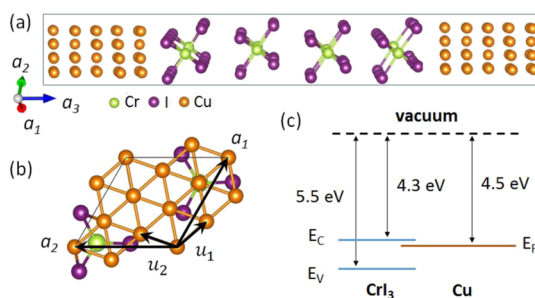 (a)
a2
a3
a1
Cr I Cu
(b)
a1
a2
u2
u1
(c)
vacuum
5.5 eV
4.3 eV
4.5 eV
EC
EF
EV
CrI3
Cu